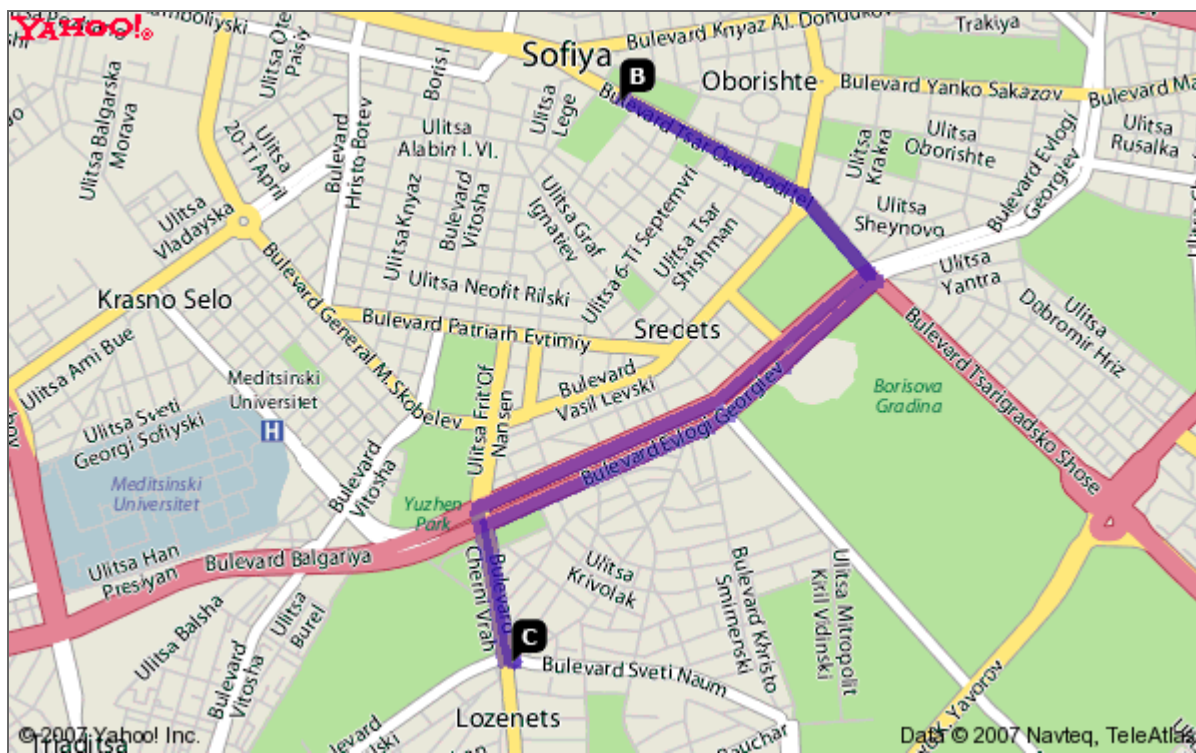 YAHOO!
Sofiya
B
Bulevard Knyaz Al. Dondukov
Trakiya
Oborishte
Bulevard Yanko Sakazov
Ulitsa Balgarska
Morava
Ulitsa
Paisiy
Boris I
Ulitsa
Lege
Ulitsa
Alabin I. Vl.
Bulevard
Hristo Botev
Ulitsa
20-Ti April
Bulevard Tsar Osvoboditel
Ulitsa
Krakra
Ulitsa
Oborishte
Bulevard Evlogi
Georgiev
Ulitsa
Rusalka
Ulitsa
Vladayska
Ulitsa Knyaz
Bulevard
Vitosha
Ulitsa Graf
Ignatiev
Ulitsa 6-Ti Septemvri
Ulitsa Tsar
Shishman
Ulitsa
Sheynovo
Ulitsa
Yantra
Ulitsa
Dobromir Hriz
Krasno Selo
Bulevard General M. Skobelev
Ulitsa Neofit Rilski
Bulevard Patriarh Evtimiy
Sredets
Bulevard Tsarigradsko Shose
Ulitsa Ami Bue
Meditsinski
Universitet
H
Ulitsa Sveti
Georgi Sofiyski
Meditsinski
Universitet
Ulitsa Frit Of
Nansen
Bulevard
Vasil Levski
Borisova
Gradina
Bulevard Evlogi Georgiev
Bulevard
Vitosha
Yuzhen
Park
Ulitsa Han
Presiyan
Bulevard Balgariya
Bulevard
Cherni Vrah
Ulitsa
Krivolak
Bulevard Khristo
Smirnenski
Ulitsa Mitropolit
Kiril Vidinski
Ulitsa Balsha
Ulitsa
Burel
Bulevard
Vitosha
C
Bulevard Sveti Naum
Lozenets
Bulevard
Yavorov
Triaditsa
© 2007 Yahoo! Inc.
Data © 2007 Navteq, TeleAtlas